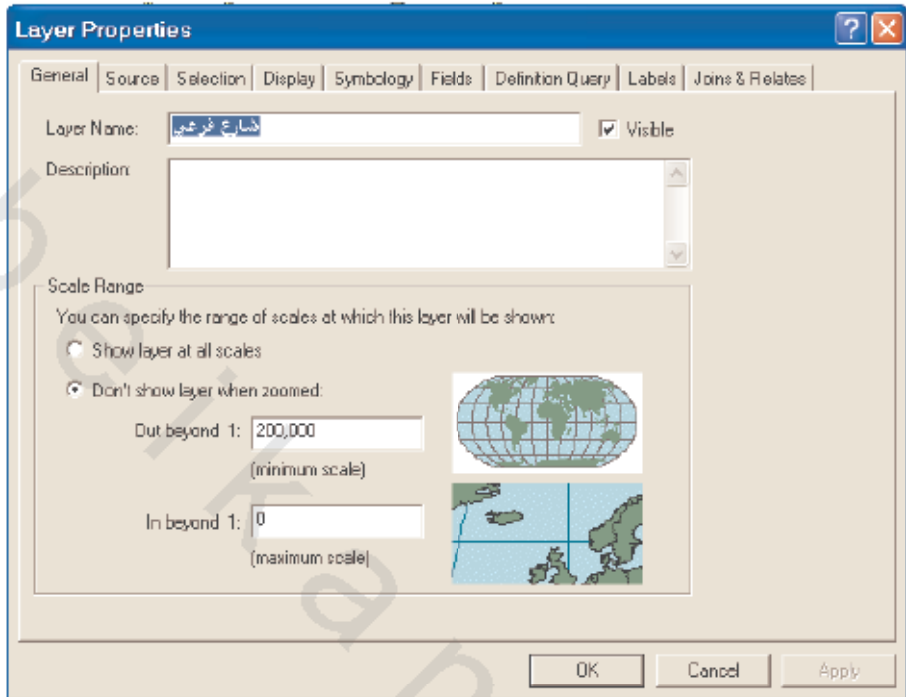 Layer Properties
General Source Selection Display Symbology Fields Definition Query Labels Joins & Relates
Layer Name: شارع فرعي Visible
Description:
Scale Range
You can specify the range of scales at which this layer will be shown:
Show layer at all scales
Don't show layer when zoomed:
Out beyond 1: 200,000
(minimum scale)
In beyond 1: 0
(maximum scale)
OK Cancel Apply